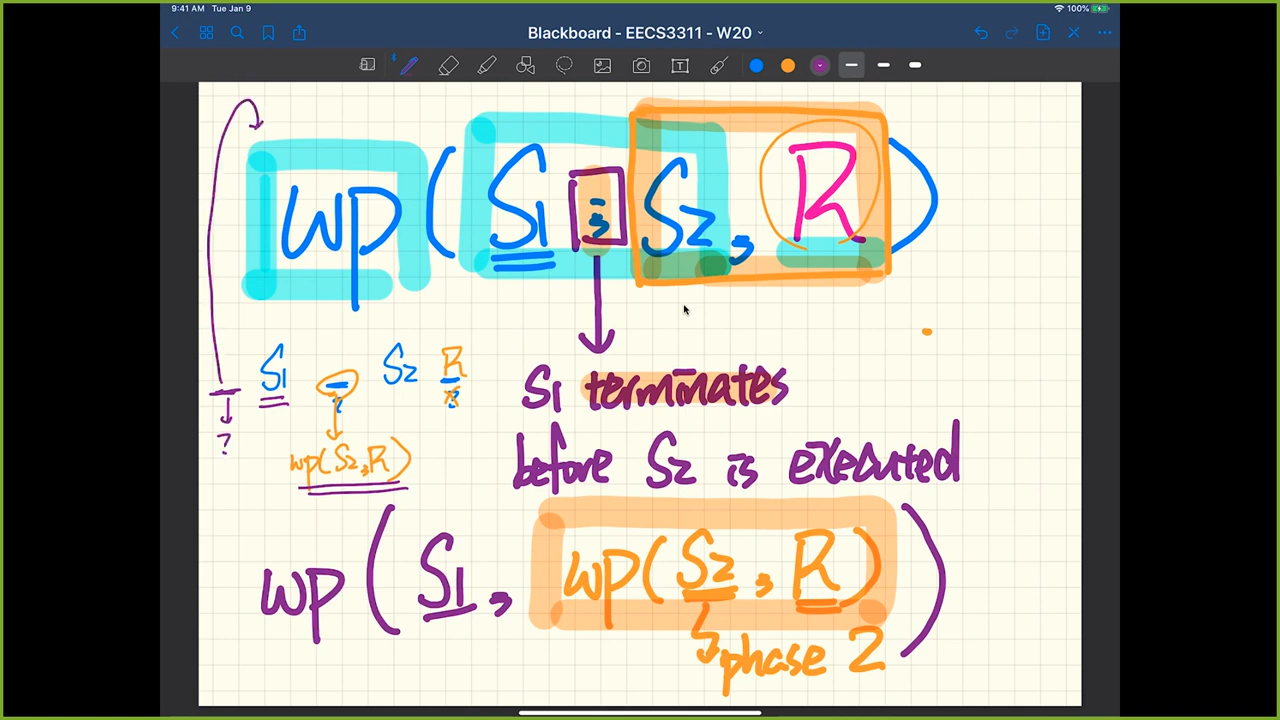 9:41 AM Tue Jan 9
100%
Blackboard - EECS3311 - W20
wp(S1 ; S2, R)
S1 S2 R
? ? ?
wp(S2, R)
S1 terminates
before S2 is executed
wp(S1, wp(S2, R))
phase 2